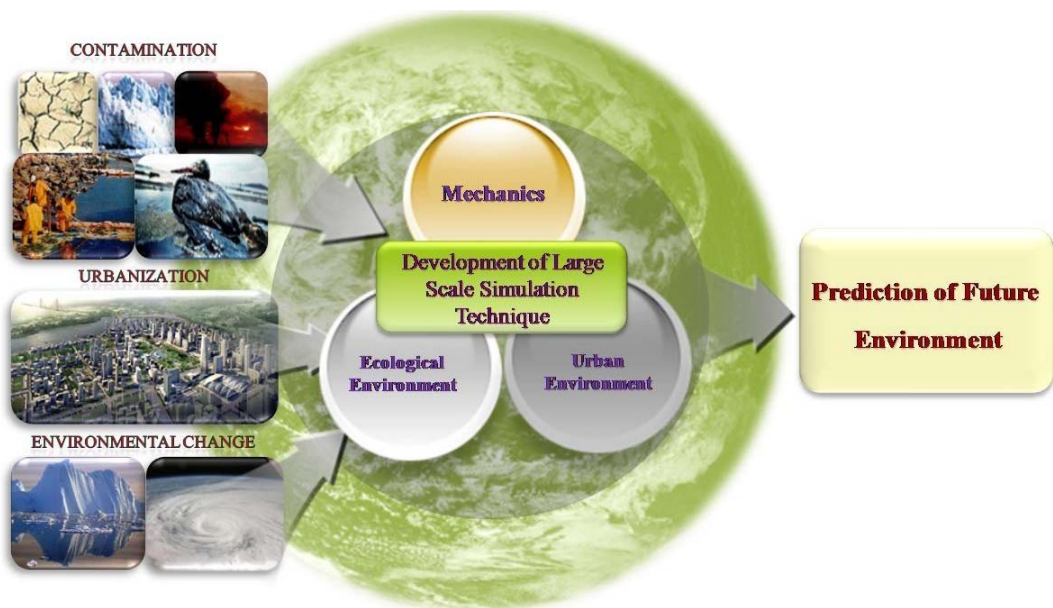 CONTAMINATION
URBANIZATION
ENVIRONMENTAL CHANGE
Mechanics
Development of Large
Scale Simulation
Technique
Ecological
Environment
Urban
Environment
Prediction of Future
Environment